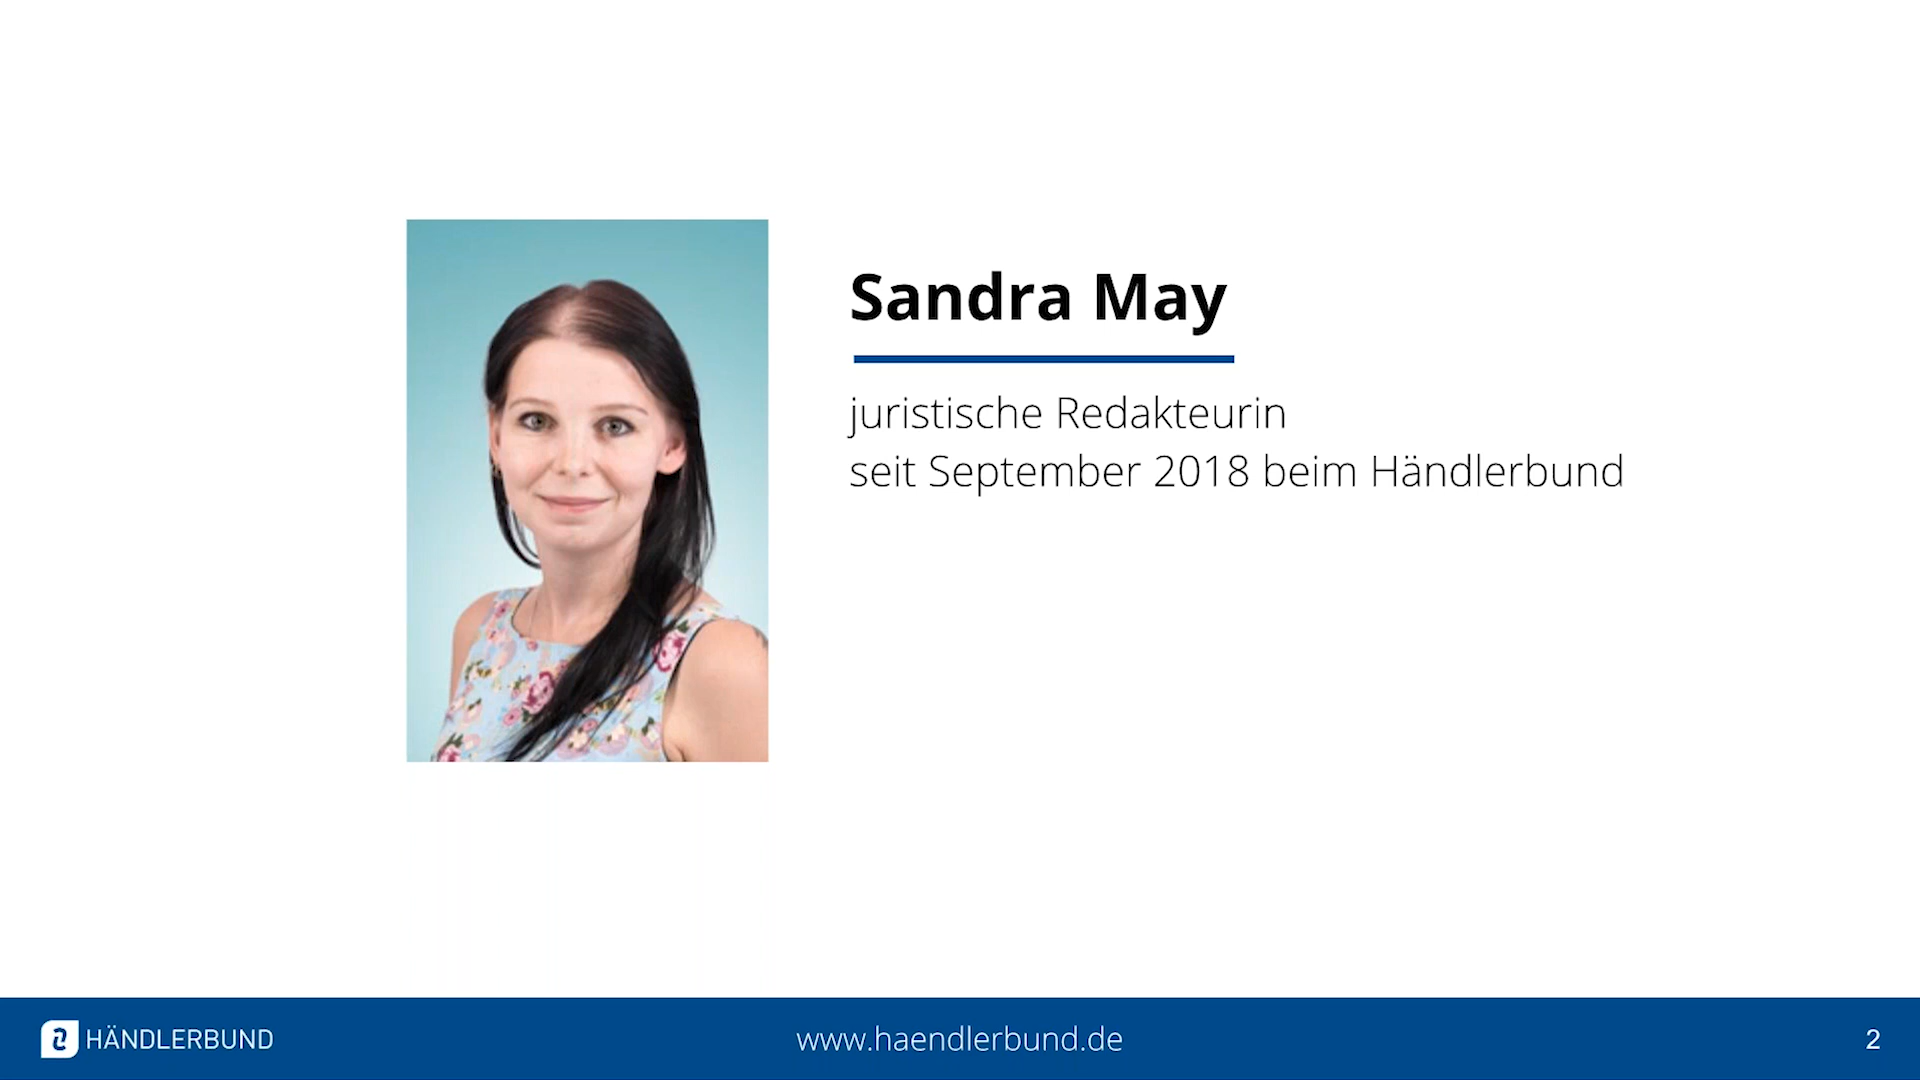 Sandra May
juristische Redakteurin
seit September 2018 beim Händlerbund
HÄNDLERBUND
www.haendlerbund.de
2